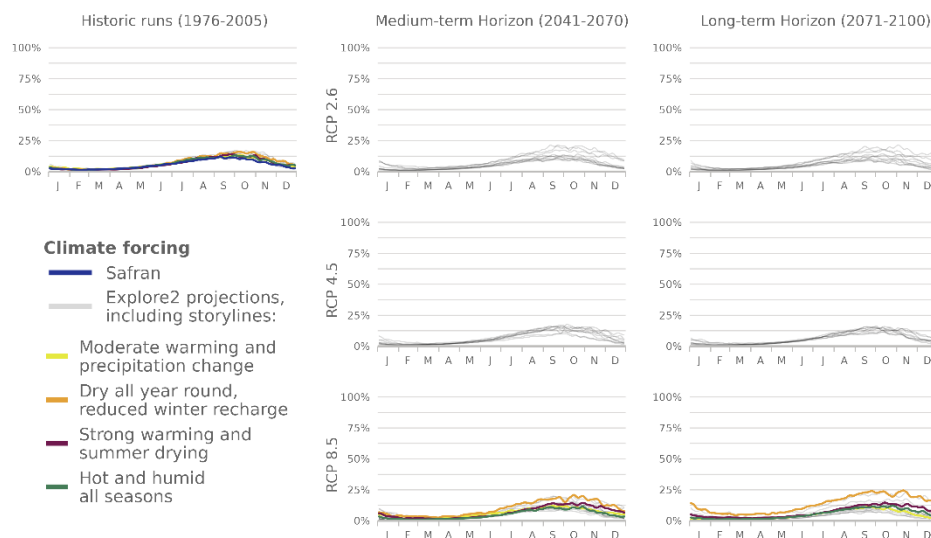 Historic runs (1976-2005)
Medium-term Horizon (2041-2070)
Long-term Horizon (2071-2100)
100%
75%
50%
25%
0%
J F M A M J J A S O N D
RCP 2.6
100%
75%
50%
25%
0%
J F M A M J J A S O N D
100%
75%
50%
25%
0%
J F M A M J J A S O N D
Climate forcing
Safran
Explore2 projections,
including storylines:
Moderate warming and
precipitation change
Dry all year round,
reduced winter recharge
Strong warming and
summer drying
Hot and humid
all seasons
RCP 4.5
100%
75%
50%
25%
0%
J F M A M J J A S O N D
100%
75%
50%
25%
0%
J F M A M J J A S O N D
RCP 8.5
100%
75%
50%
25%
0%
J F M A M J J A S O N D
100%
75%
50%
25%
0%
J F M A M J J A S O N D